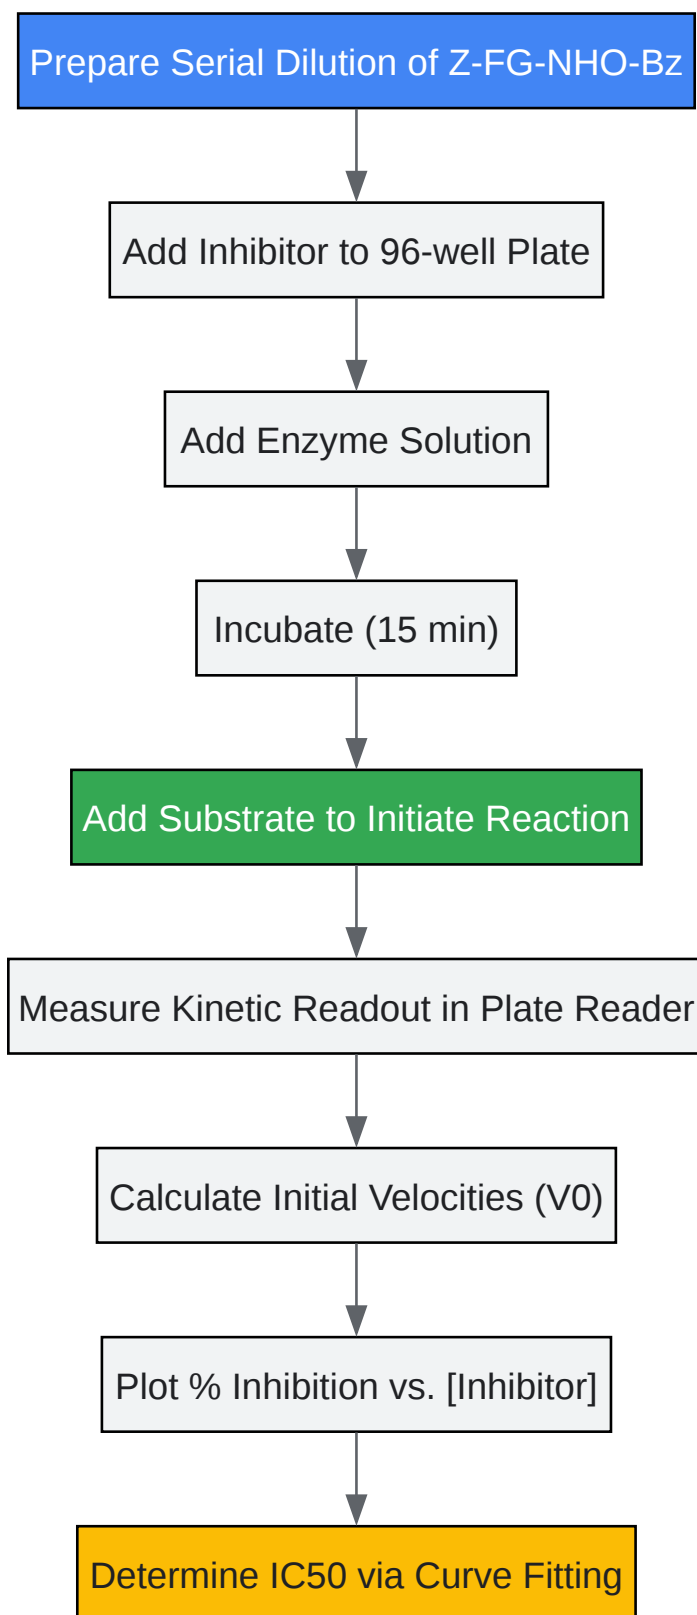 Prepare Serial Dilution of Z-FG-NHO-Bz
Add Inhibitor to 96-well Plate
Add Enzyme Solution
Incubate (15 min)
Add Substrate to Initiate Reaction
Measure Kinetic Readout in Plate Reader
Calculate Initial Velocities (V0)
Plot % Inhibition vs. [Inhibitor]
Determine IC50 via Curve Fitting